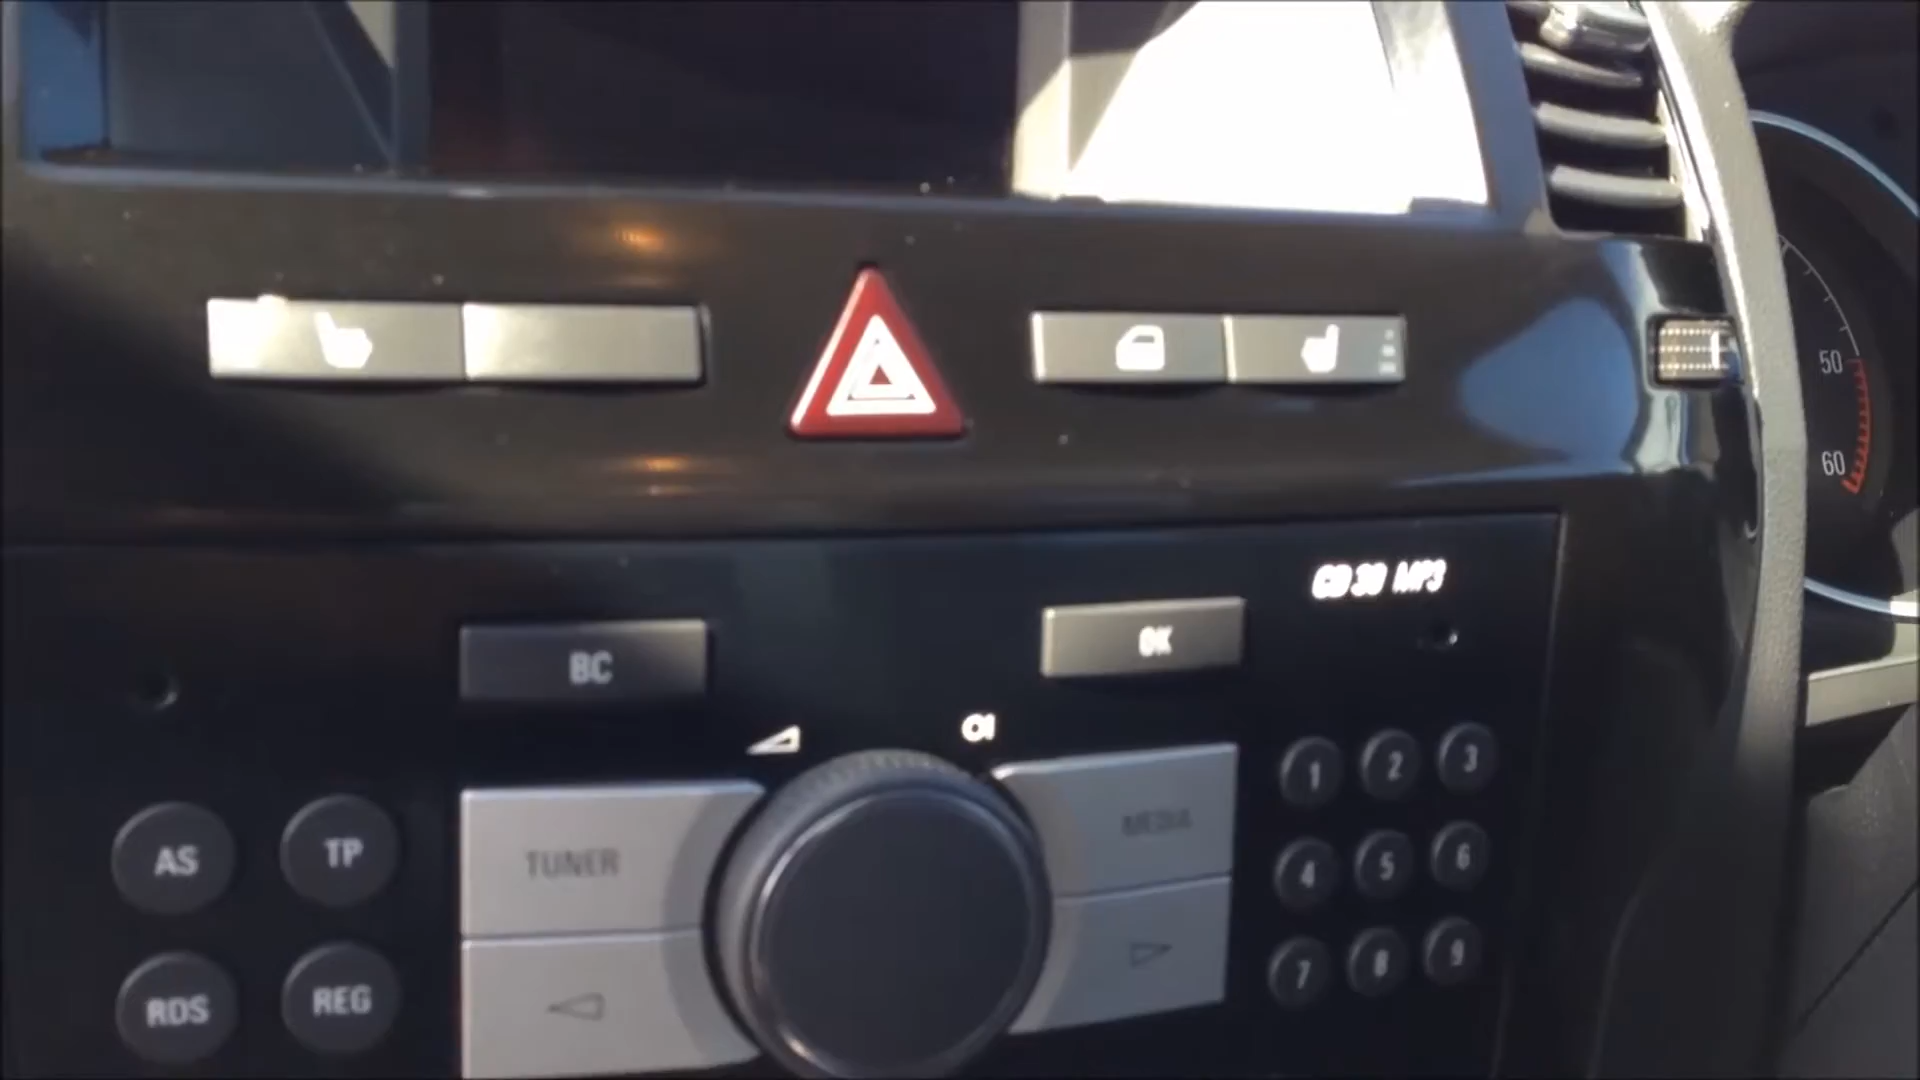 50
60
CD 30 MP3
BC
OK
TUNER
MEDIA
1 2 3
AS TP
4 5 6
RDS REG
7 8 9